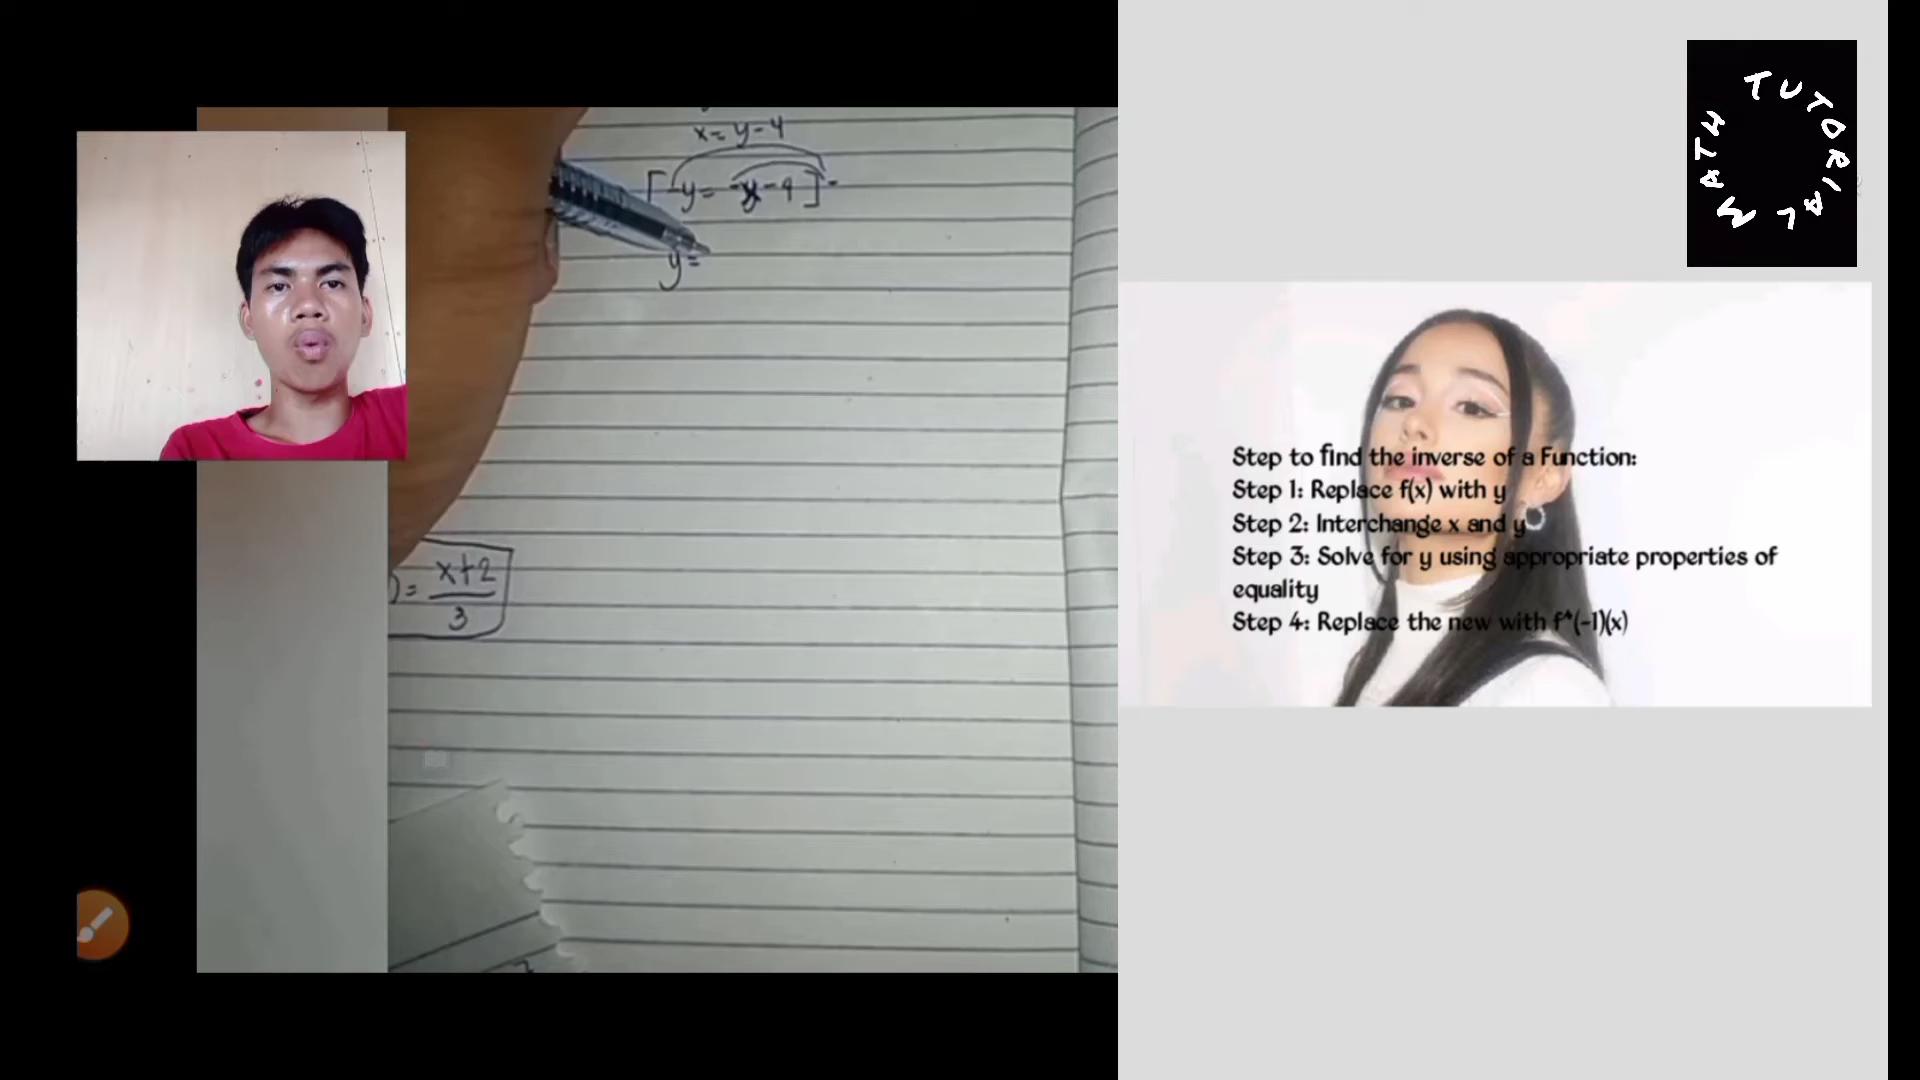 MATH TUTORIAL
x = y - 4
[-y = -x - 4] -
y =
) = x+2
3
Step to find the inverse of a Function:
Step 1: Replace f(x) with y
Step 2: Interchange x and y
Step 3: Solve for y using appropriate properties of
equality
Step 4: Replace the new with f^(-1)(x)